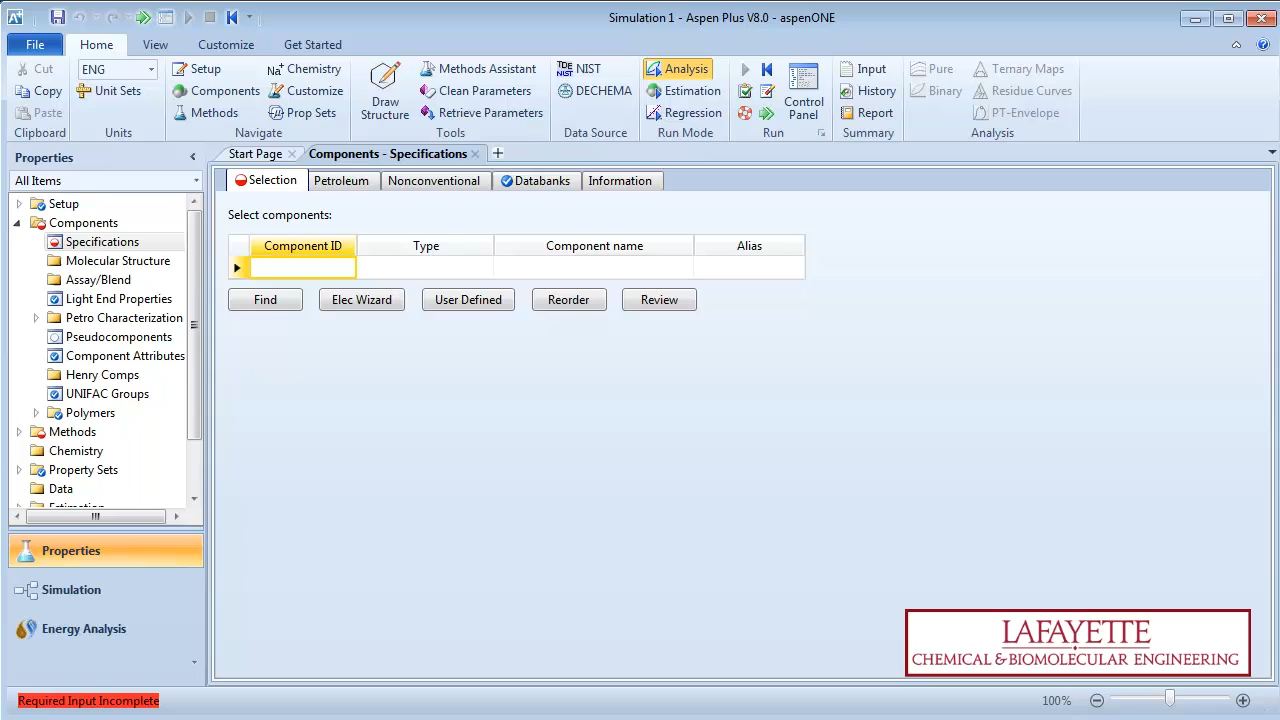 Simulation 1 - Aspen Plus V8.0 - aspenONE
File Home View Customize Get Started
Cut ENG Setup Chemistry Methods Assistant NIST Analysis Input Pure Ternary Maps
Copy Unit Sets Components Customize Clean Parameters DECHEMA Estimation History Binary Residue Curves
Paste Methods Prop Sets Draw Structure Retrieve Parameters Regression Control Panel Report PT-Envelope
Clipboard Units Navigate Tools Data Source Run Mode Run Summary Analysis
Properties
All Items
Setup
Components
Specifications
Molecular Structure
Assay/Blend
Light End Properties
Petro Characterization
Pseudocomponents
Component Attributes
Henry Comps
UNIFAC Groups
Polymers
Methods
Chemistry
Property Sets
Data
Estimation
Properties
Simulation
Energy Analysis
Start Page Components - Specifications
Selection Petroleum Nonconventional Databanks Information
Select components:
Component ID Type Component name Alias
Find Elec Wizard User Defined Reorder Review
LAFAYETTE
CHEMICAL & BIOMOLECULAR ENGINEERING
Required Input Incomplete
100%